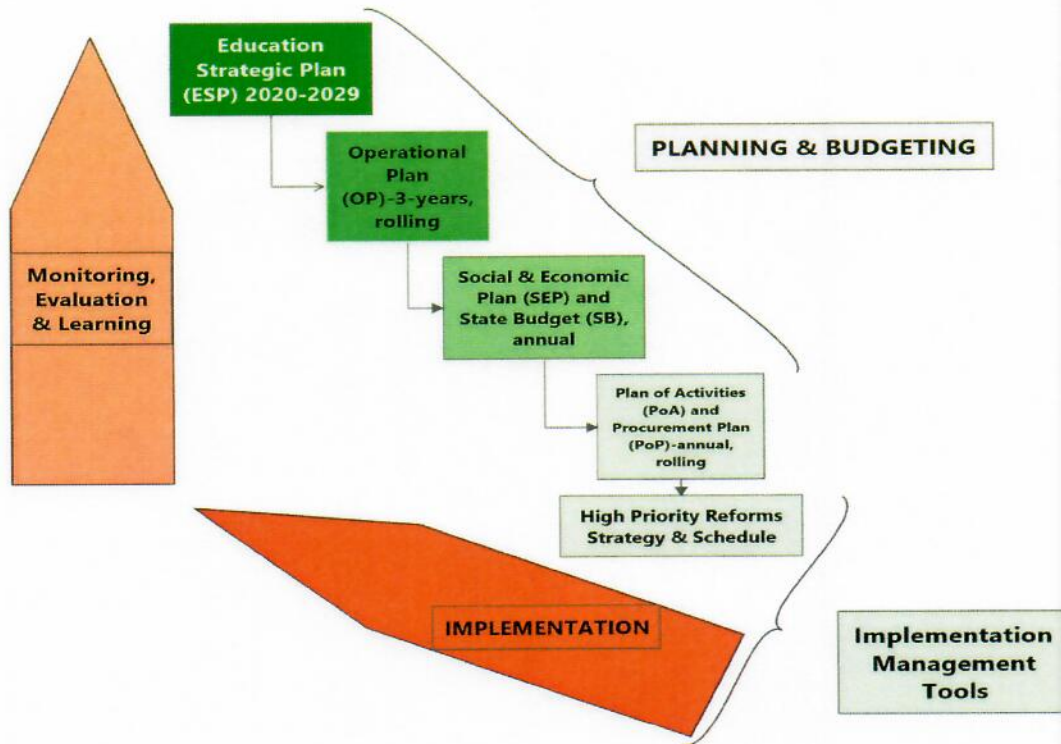 Education
Strategic Plan
(ESP) 2020-2029
Operational
Plan
(OP)-3-years,
rolling
PLANNING & BUDGETING
Monitoring,
Evaluation
& Learning
Social & Economic
Plan (SEP) and
State Budget (SB),
annual
Plan of Activities
(PoA) and
Procurement Plan
(PoP)-annual,
rolling
High Priority Reforms
Strategy & Schedule
IMPLEMENTATION
Implementation
Management
Tools